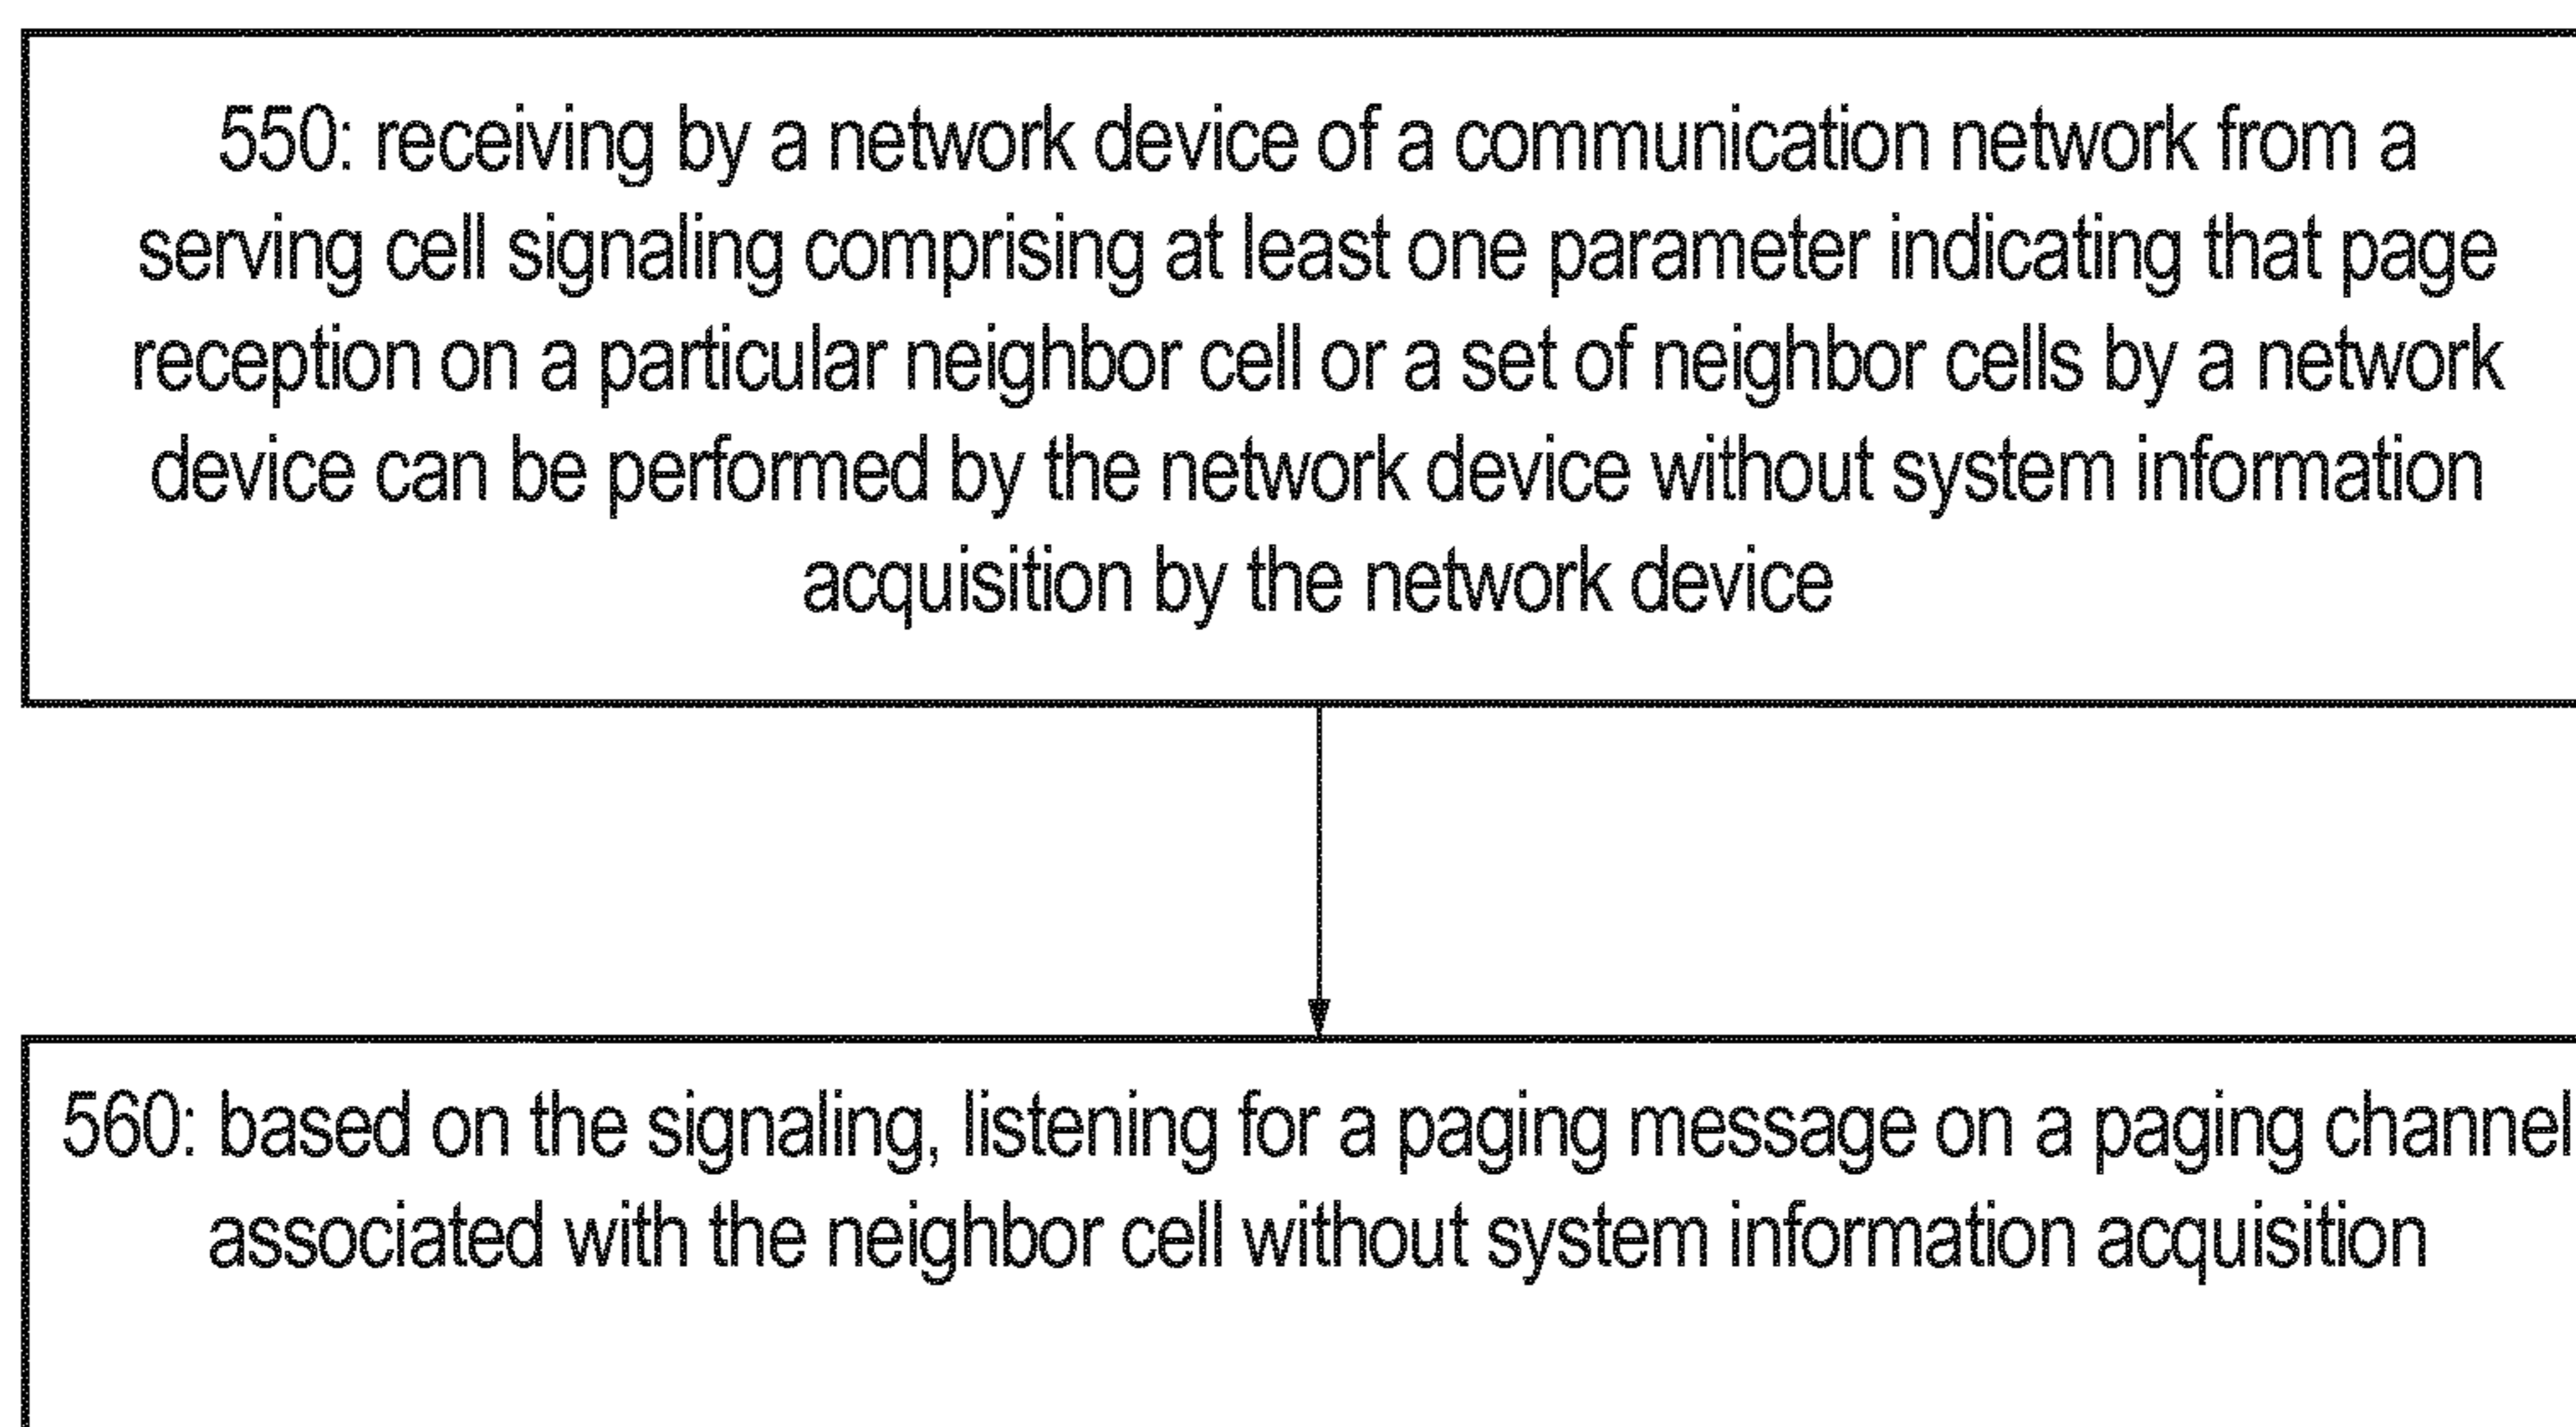 550: receiving by a network device of a communication network from a
serving cell signaling comprising at least one parameter indicating that page
reception on a particular neighbor cell or a set of neighbor cells by a network
device can be performed by the network device without system information
acquisition by the network device
560: based on the signaling, listening for a paging message on a paging channel
associated with the neighbor cell without system information acquisition